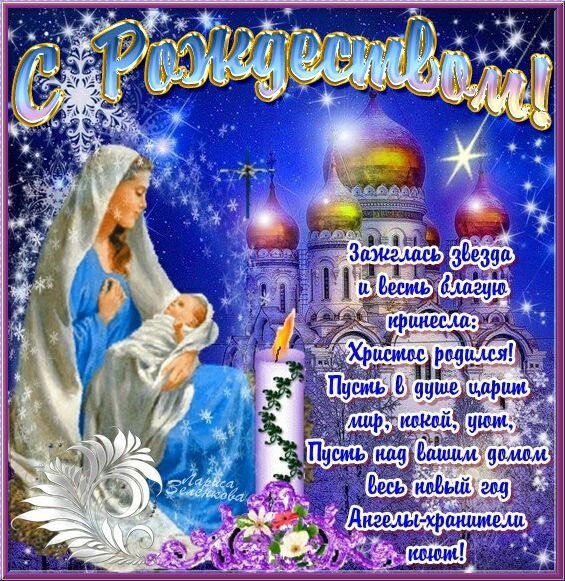 С Рождеством!
Зажглась звезда
и весть благую
принесла:
Христос родился!
Пусть в душе царит
мир, покой, уют,
Пусть над вашим домом
весь новый год
Ангелы-хранители
поют!
Лариса
Зеленкова